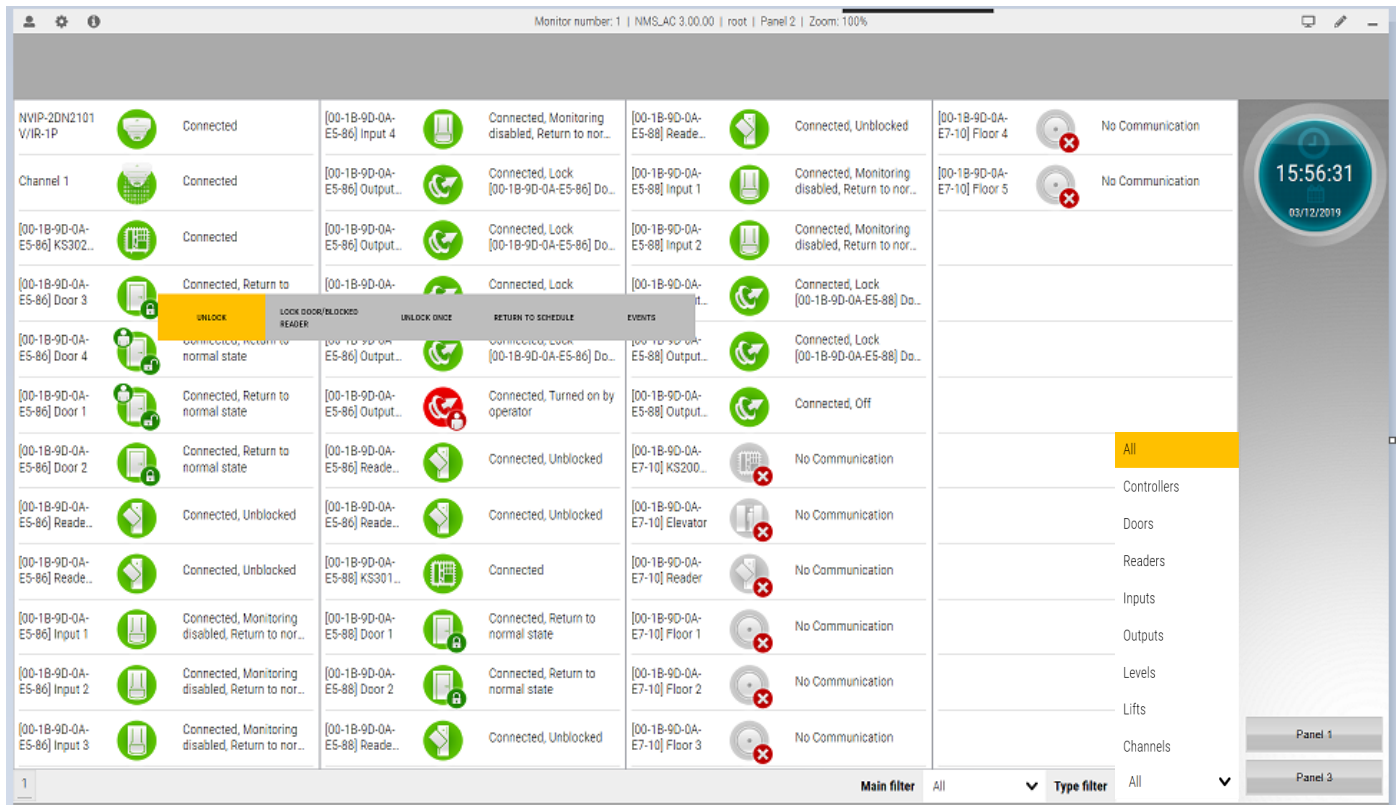 Monitor number: 1 | NMS_AC 3.00.00 | root | Panel 2 | Zoom: 100%
NVIP-2DN2101
V/IR-1P
Connected
Channel 1
Connected
[00-1B-9D-0A-
E5-86] KS302...
Connected
[00-1B-9D-0A-
E5-86] Door 3
Connected, Return to
[00-1B-9D-0A-
E5-86] Door 4
Connected, Return to
normal state
[00-1B-9D-0A-
E5-86] Door 1
Connected, Return to
normal state
[00-1B-9D-0A-
E5-86] Door 2
Connected, Return to
normal state
[00-1B-9D-0A-
E5-86] Reade...
Connected, Unblocked
[00-1B-9D-0A-
E5-86] Reade...
Connected, Unblocked
[00-1B-9D-0A-
E5-86] Input 1
Connected, Monitoring
disabled, Return to nor...
[00-1B-9D-0A-
E5-86] Input 2
Connected, Monitoring
disabled, Return to nor...
[00-1B-9D-0A-
E5-86] Input 3
Connected, Monitoring
disabled, Return to nor...
[00-1B-9D-0A-
E5-86] Input 4
Connected, Monitoring
disabled, Return to nor...
[00-1B-9D-0A-
E5-86] Output...
Connected, Lock
[00-1B-9D-0A-E5-86] Do...
[00-1B-9D-0A-
E5-86] Output...
Connected, Lock
[00-1B-9D-0A-E5-86] Do...
[00-1B-9D-0A-
Connected, Lock
UNLOCK
LOCK DOOR/BLOCKED
READER
UNLOCK ONCE
RETURN TO SCHEDULE
EVENTS
E5-86] Output...
Connected, Lock
[00-1B-9D-0A-E5-86] Do...
[00-1B-9D-0A-
E5-86] Output...
Connected, Turned on by
operator
[00-1B-9D-0A-
E5-86] Reade...
Connected, Unblocked
[00-1B-9D-0A-
E5-86] Reade...
Connected, Unblocked
[00-1B-9D-0A-
E5-88] KS301...
Connected
[00-1B-9D-0A-
E5-88] Door 1
Connected, Return to
normal state
[00-1B-9D-0A-
E5-88] Door 2
Connected, Return to
normal state
[00-1B-9D-0A-
E5-88] Reade...
Connected, Unblocked
[00-1B-9D-0A-
E5-88] Reade...
Connected, Unblocked
[00-1B-9D-0A-
E5-88] Input 1
Connected, Monitoring
disabled, Return to nor...
[00-1B-9D-0A-
E5-88] Input 2
Connected, Monitoring
disabled, Return to nor...
[00-1B-9D-0A-
Connected, Lock
[00-1B-9D-0A-E5-88] Do...
E5-88] Output...
Connected, Lock
[00-1B-9D-0A-E5-88] Do...
[00-1B-9D-0A-
E5-88] Output...
Connected, Off
[00-1B-9D-0A-
E7-10] KS200...
No Communication
[00-1B-9D-0A-
E7-10] Elevator
No Communication
[00-1B-9D-0A-
E7-10] Reader
No Communication
[00-1B-9D-0A-
E7-10] Floor 1
No Communication
[00-1B-9D-0A-
E7-10] Floor 2
No Communication
[00-1B-9D-0A-
E7-10] Floor 3
No Communication
[00-1B-9D-0A-
E7-10] Floor 4
No Communication
[00-1B-9D-0A-
E7-10] Floor 5
No Communication
15:56:31
03/12/2019
All
Controllers
Doors
Readers
Inputs
Outputs
Levels
Lifts
Channels
Panel 1
Panel 3
1
Main filter
All
Type filter
All